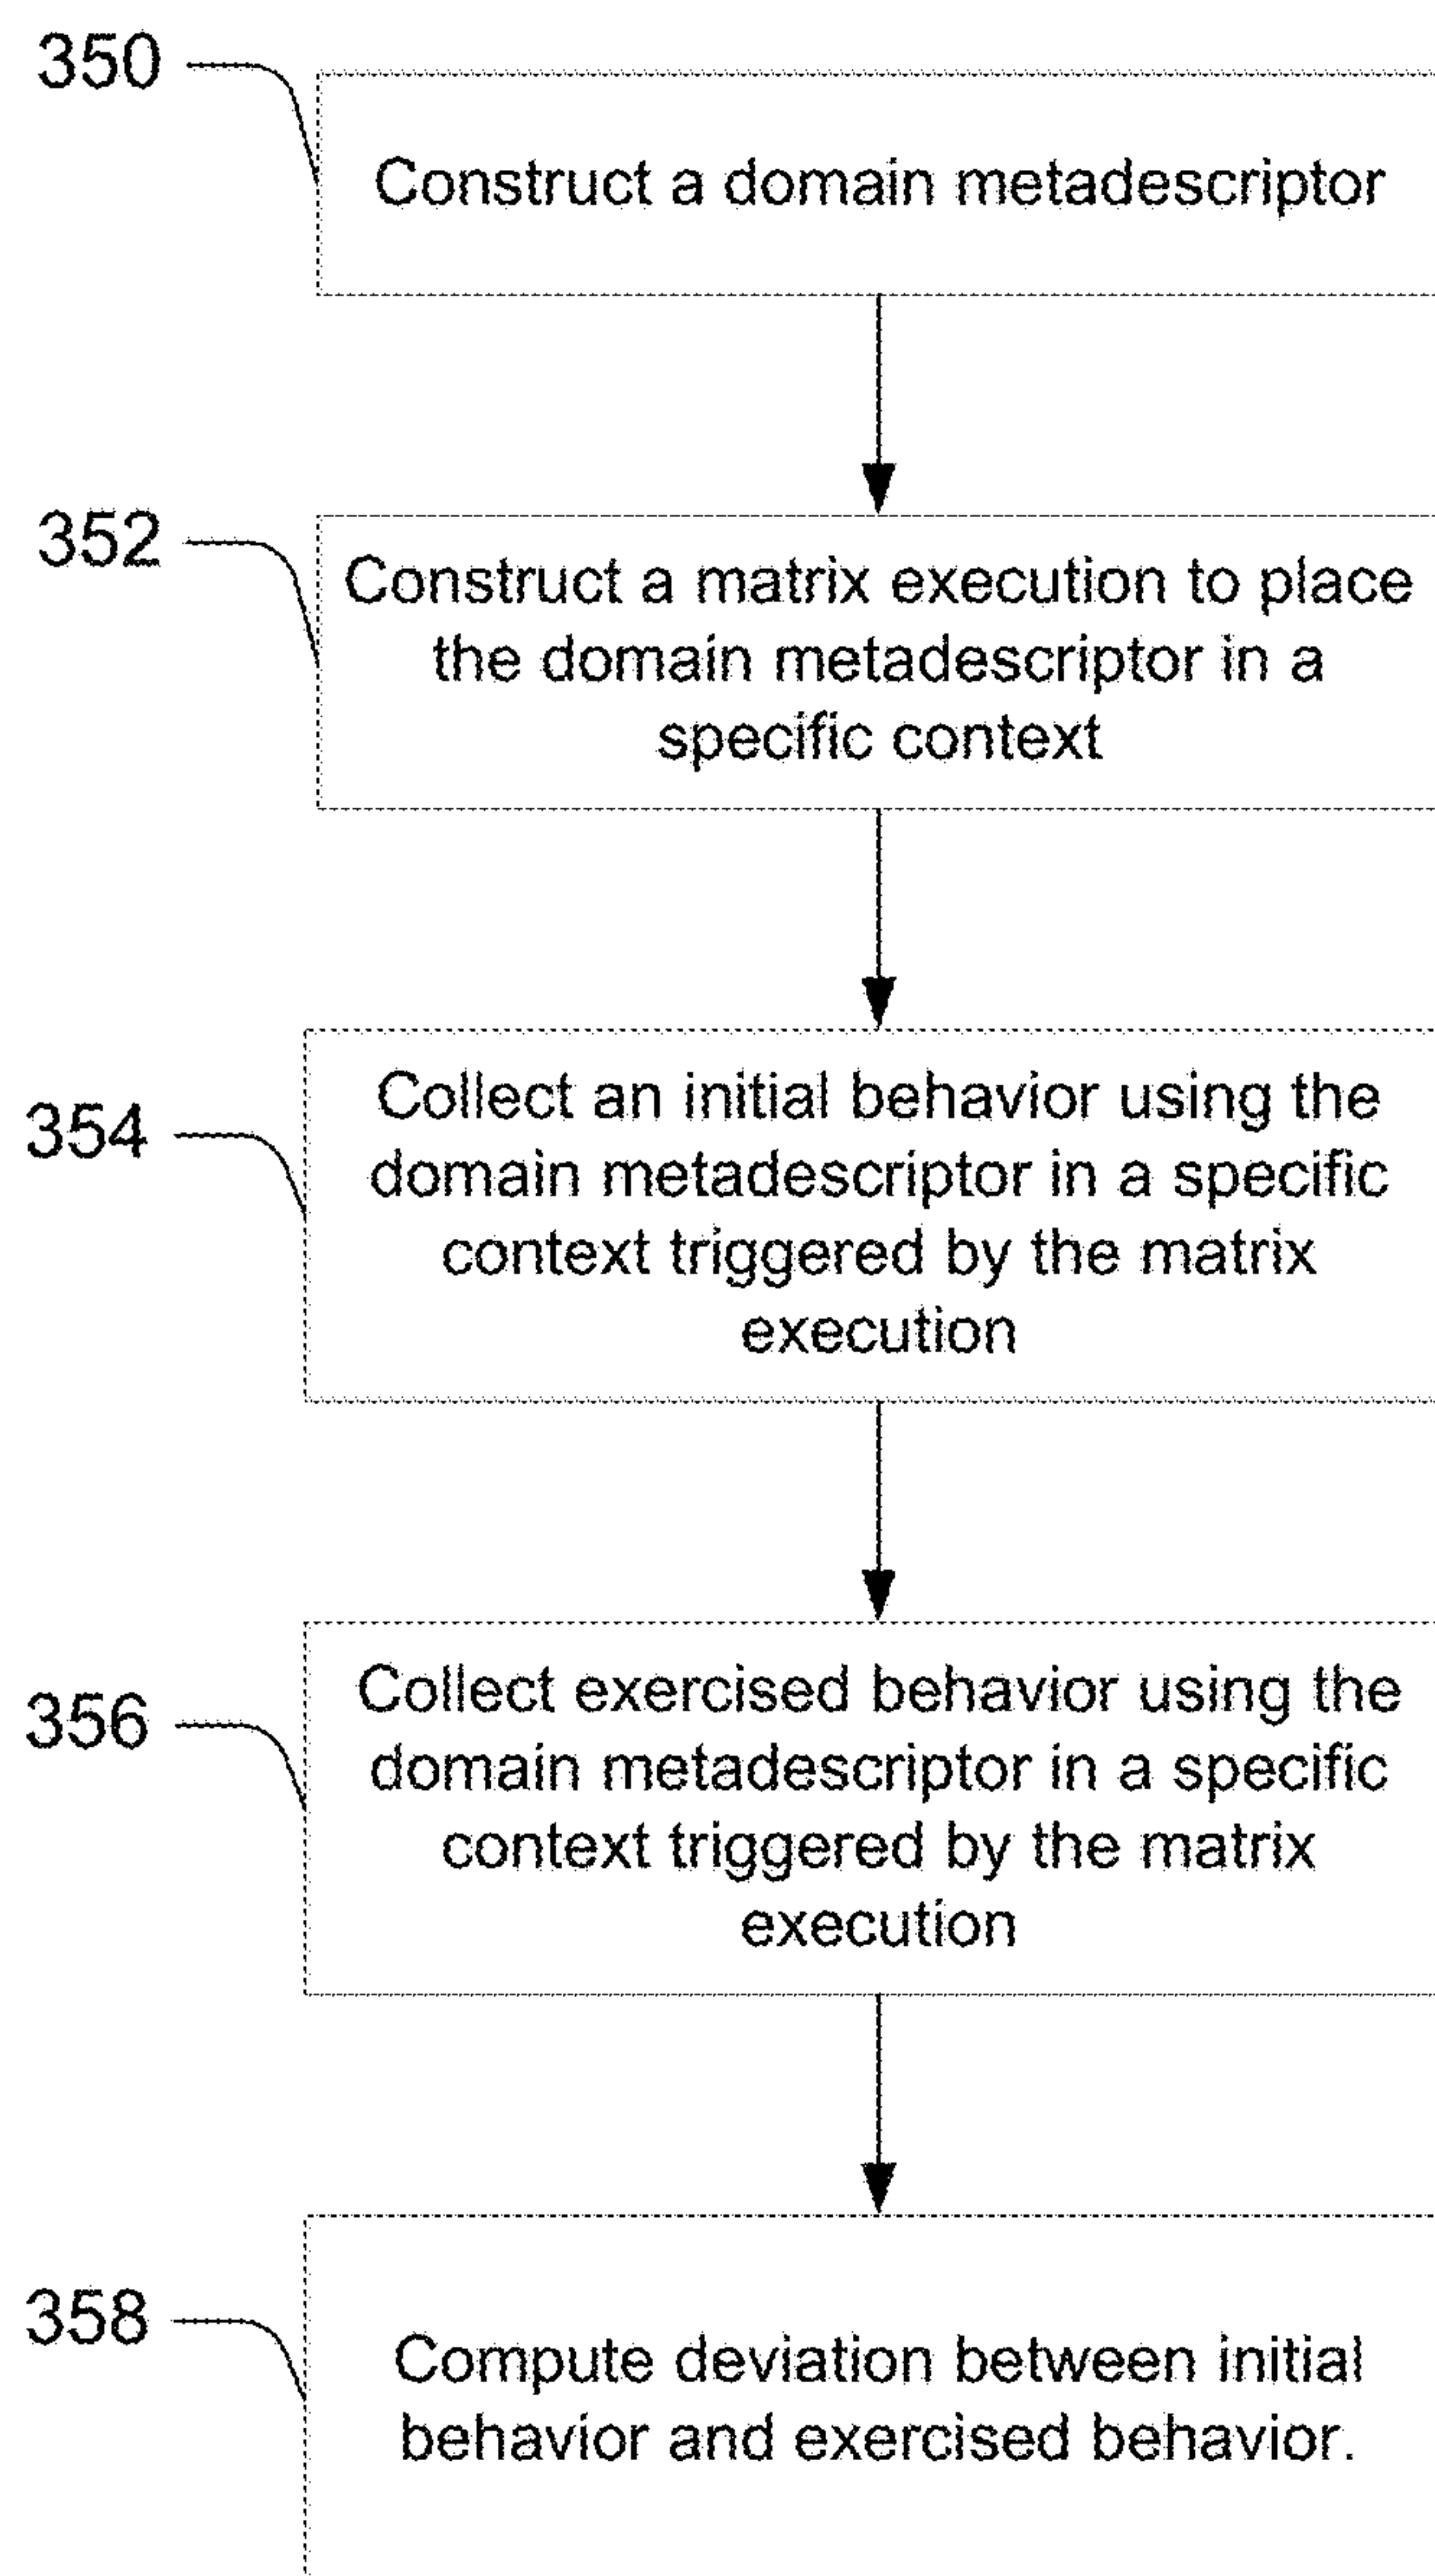 350
Construct a domain metadescriptor
352
Construct a matrix execution to place
the domain metadescriptor in a
specific context
354
Collect an initial behavior using the
domain metadescriptor in a specific
context triggered by the matrix
execution
356
Collect exercised behavior using the
domain metadescriptor in a specific
context triggered by the matrix
execution
358
Compute deviation between initial
behavior and exercised behavior.